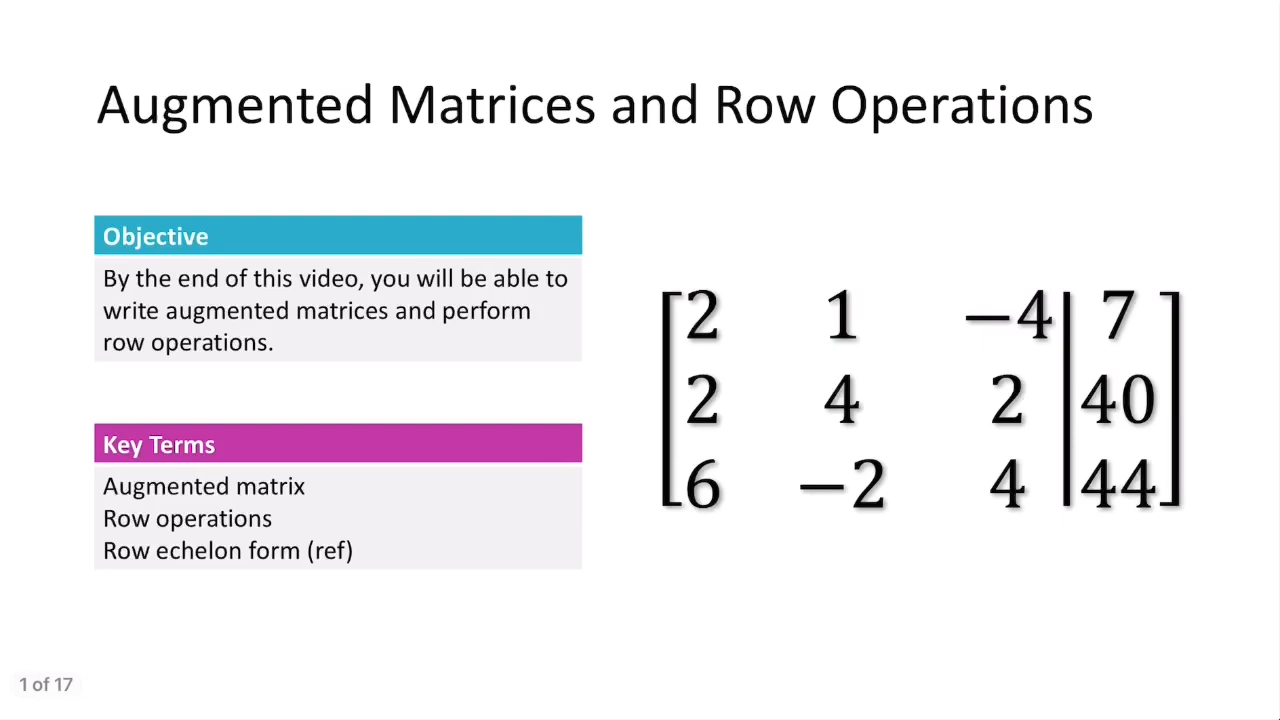 Augmented Matrices and Row Operations
Objective
By the end of this video, you will be able to
write augmented matrices and perform
row operations.
Key Terms
Augmented matrix
Row operations
Row echelon form (ref)
2 1 −4 7
2 4 2 40
6 −2 4 44
1 of 17